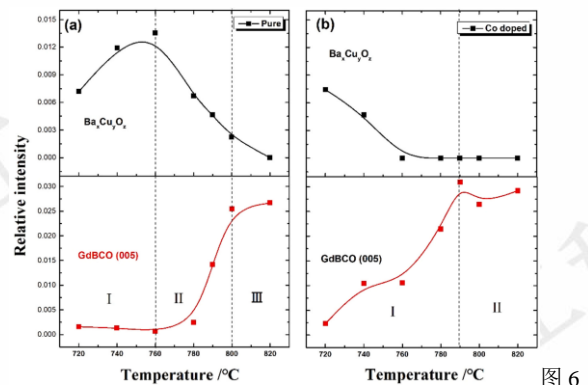 (a)
Pure
BaxCuyOz
0.015
0.012
0.009
0.006
0.003
0.000
GdBCO (005)
0.030
0.025
0.020
0.015
0.010
0.005
0.000
I
II
III
Relative intensity
720 740 760 780 800 820
Temperature /°C
(b)
Co doped
BaxCuyOz
GdBCO (005)
I
II
720 740 760 780 800 820
Temperature /°C
图 6